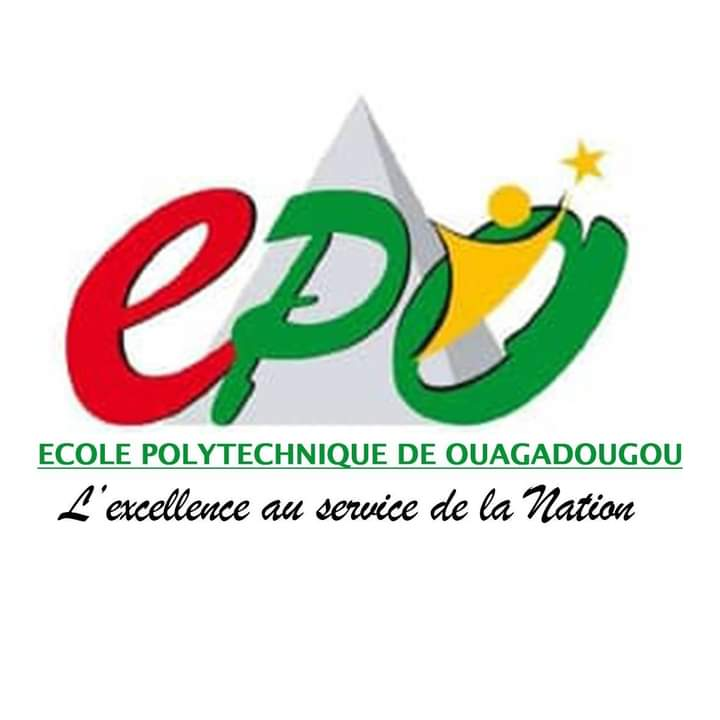 ePO
ECOLE POLYTECHNIQUE DE OUAGADOUGOU
L'excellence au service de la Nation